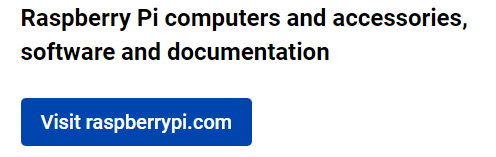 Raspberry Pi computers and accessories,
software and documentation
Visit raspberrypi.com